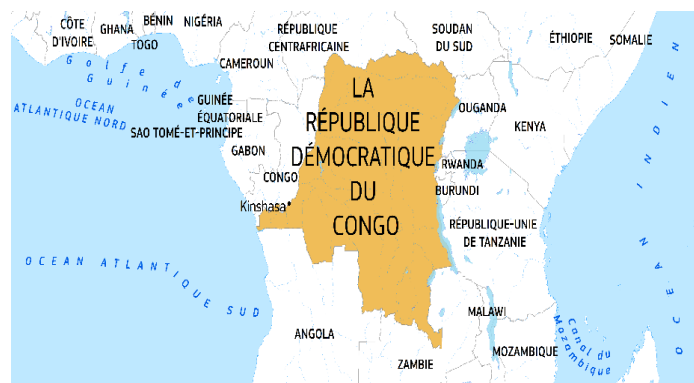 CÔTE
D'IVOIRE
GHANA
TOGO
BÉNIN
NIGÉRIA
RÉPUBLIQUE
CENTRAFRICAINE
SOUDAN
DU SUD
ÉTHIOPIE
SOMALIE
CAMEROUN
Golfe de
Guinée
OCEAN
ATLANTIQUE NORD
GUINÉE
ÉQUATORIALE
SAO TOMÉ-ET-PRINCIPE
GABON
CONGO
Kinshasa
LA
RÉPUBLIQUE
DÉMOCRATIQUE
DU
CONGO
OUGANDA
KENYA
RWANDA
BURUNDI
RÉPUBLIQUE-UNIE
DE TANZANIE
OCEAN INDIEN
OCEAN ATLANTIQUE SUD
ANGOLA
ZAMBIE
MALAWI
MOZAMBIQUE
Canal du
Mozambique